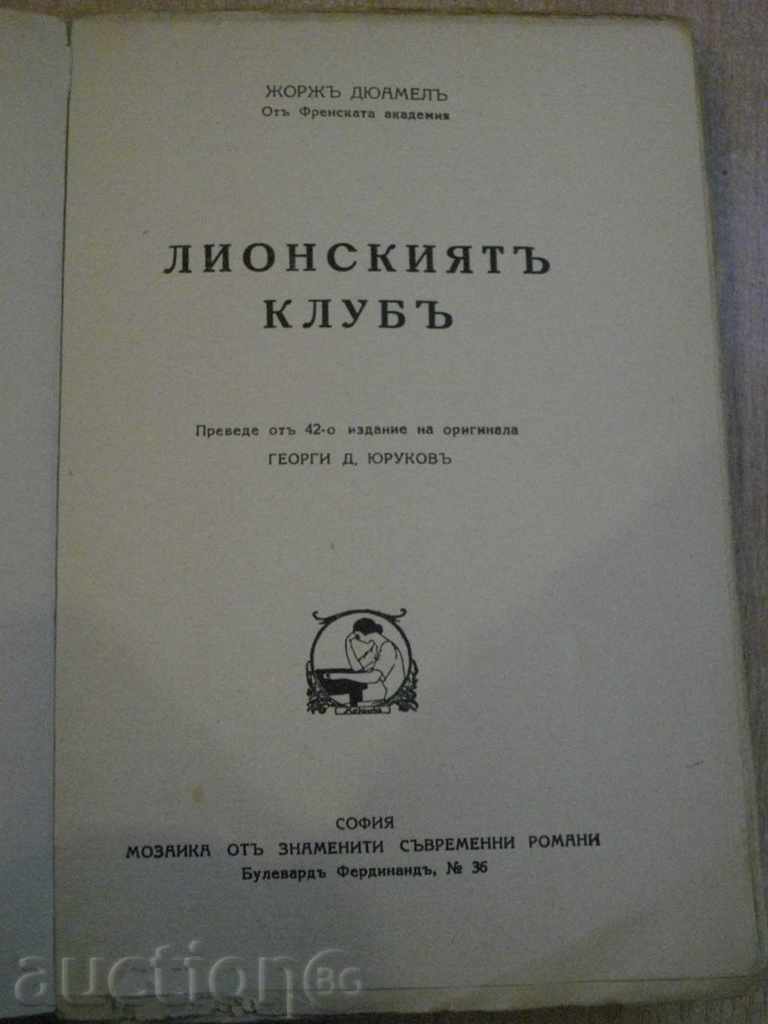 ЖОРЖЪ ДЮАМЕЛЪ
Отъ Френската академия
ЛИОНСКИЯТЪ
КЛУБЪ
Преведе отъ 42-о издание на оригинала
ГЕОРГИ Д. ЮРУКОВЪ
СОФИЯ
МОЗАИКА ОТЪ ЗНАМЕНИТИ СЪВРЕМЕННИ РОМАНИ
Булевардъ Фердинандъ, № 36
auction BG